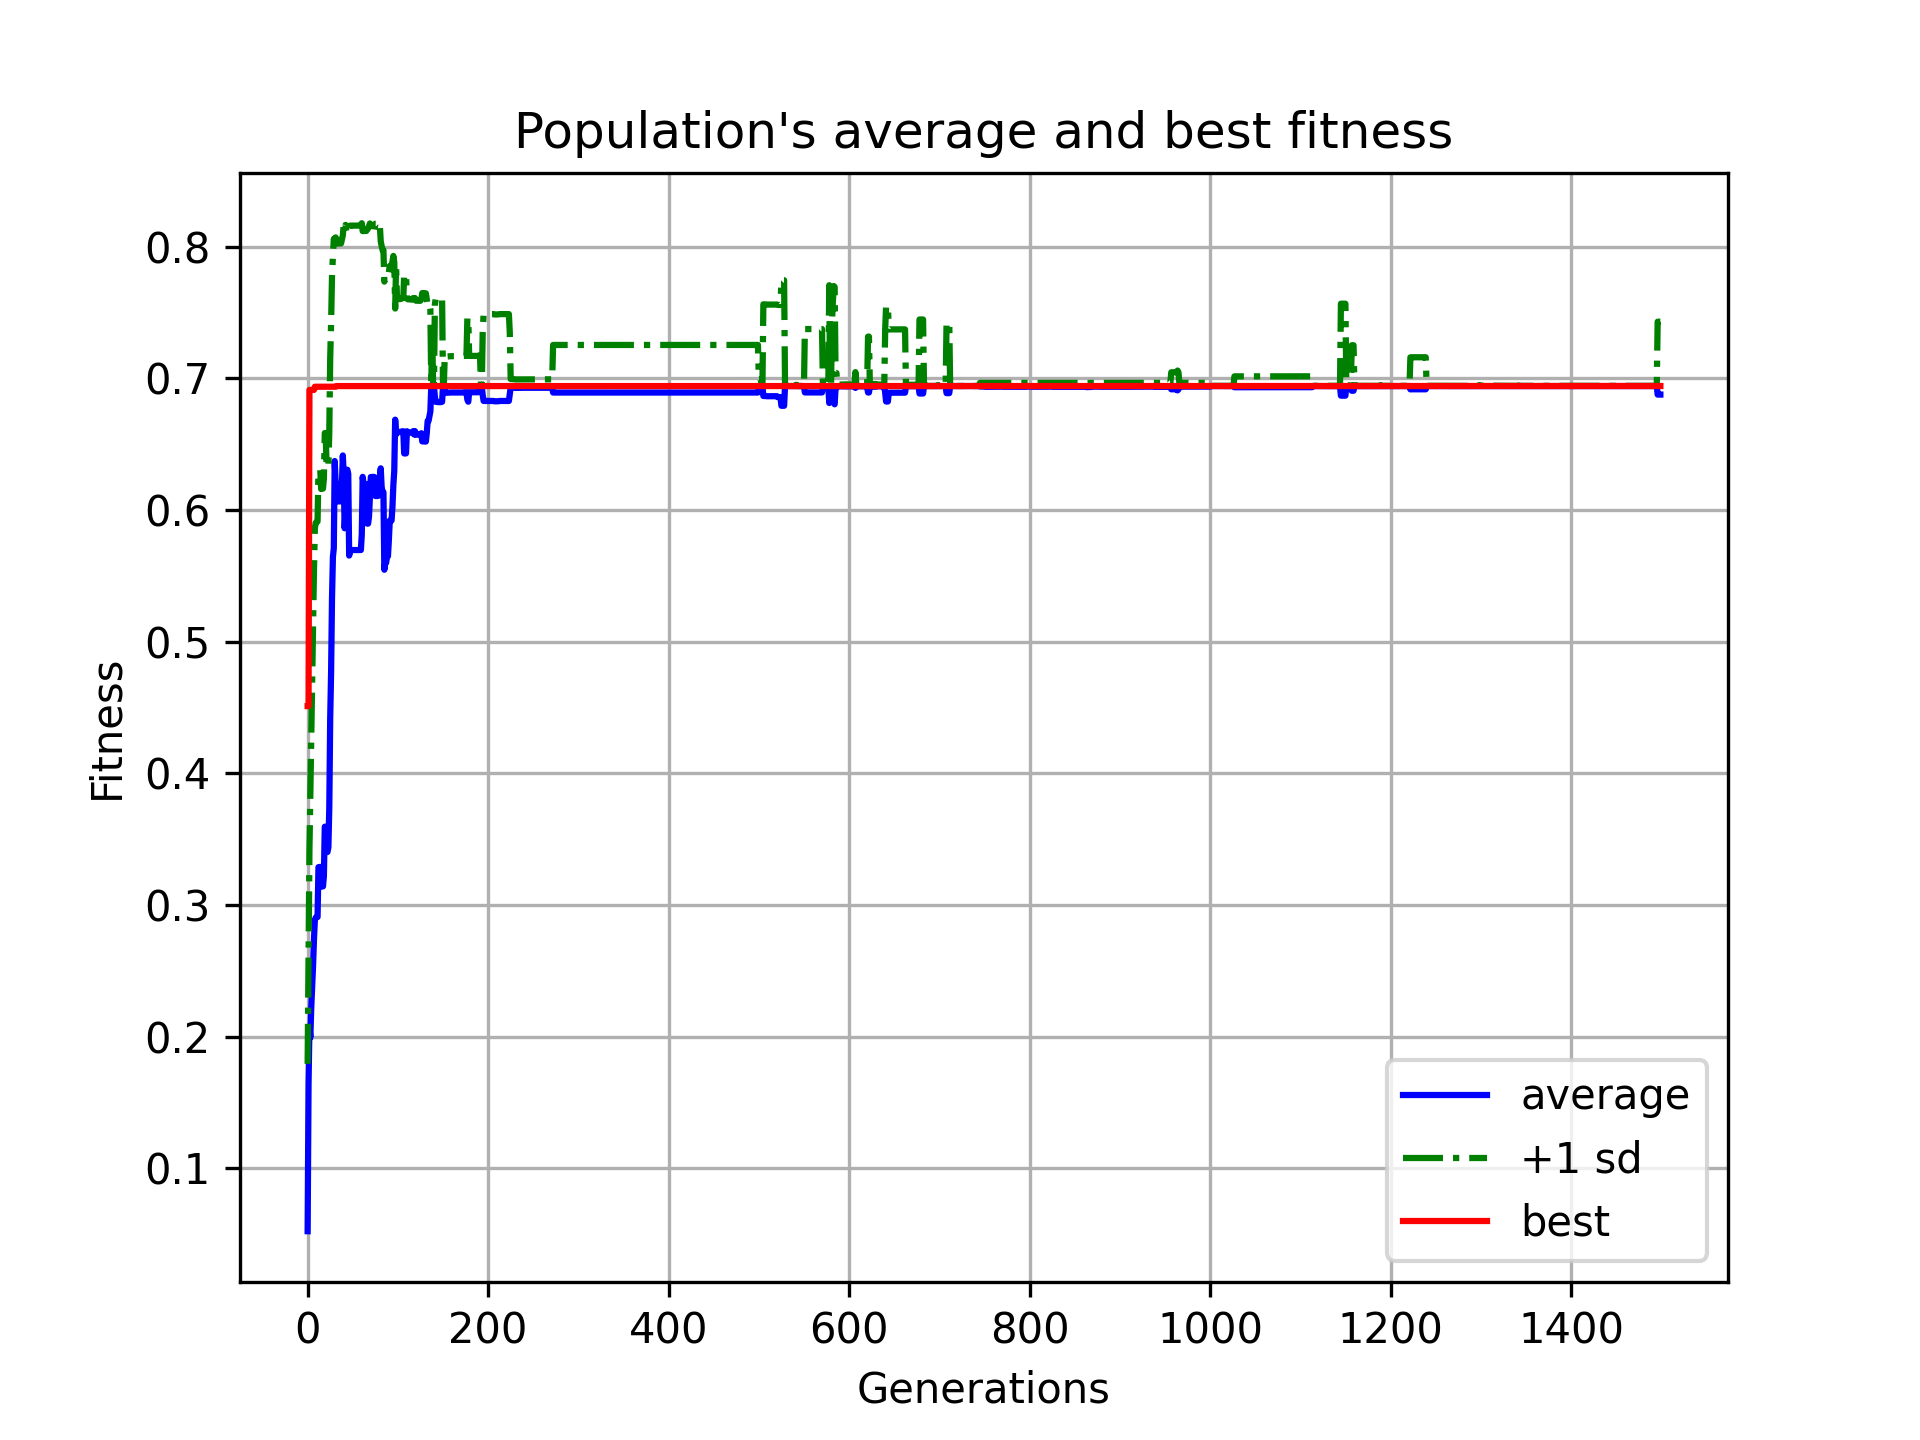 Population's average and best fitness
Fitness
0.8
0.7
0.6
0.5
0.4
0.3
0.2
0.1
average
+1 sd
best
0 200 400 600 800 1000 1200 1400
Generations